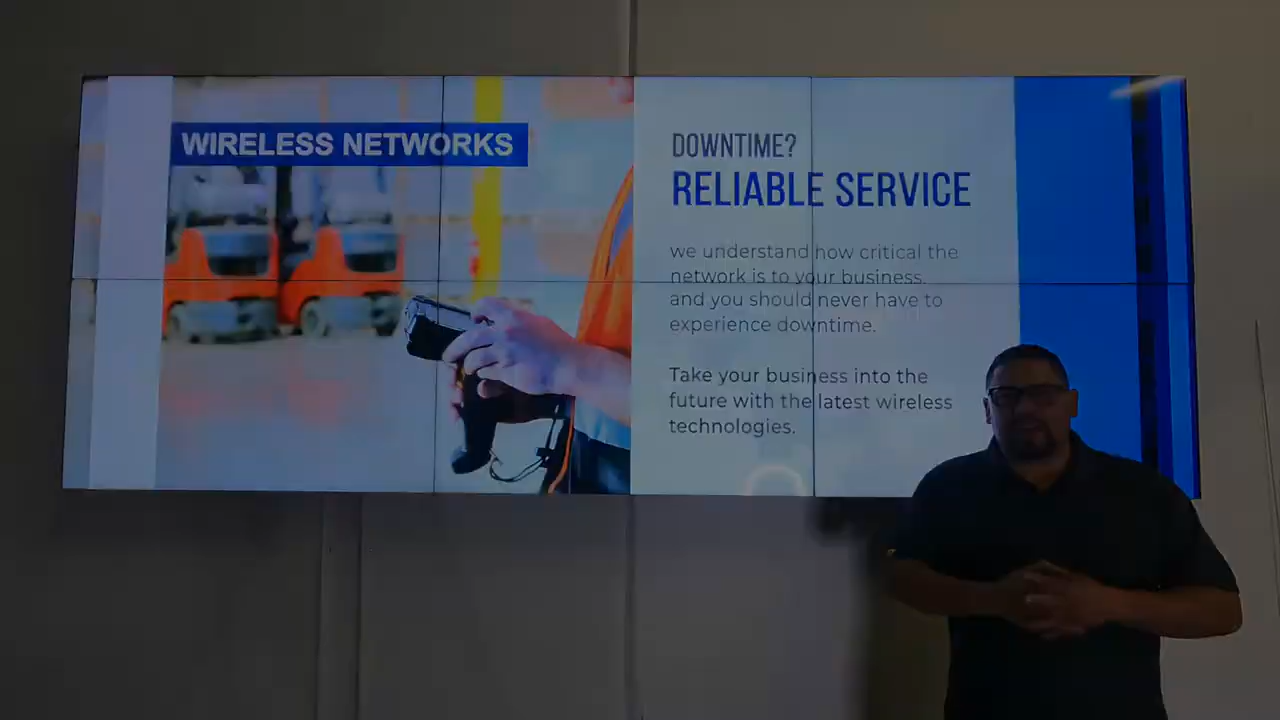 WIRELESS NETWORKS
DOWNTIME?
RELIABLE SERVICE
we understand how critical the
network is to your business,
and you should never have to
experience downtime.
Take your business into the
future with the latest wireless
technologies.